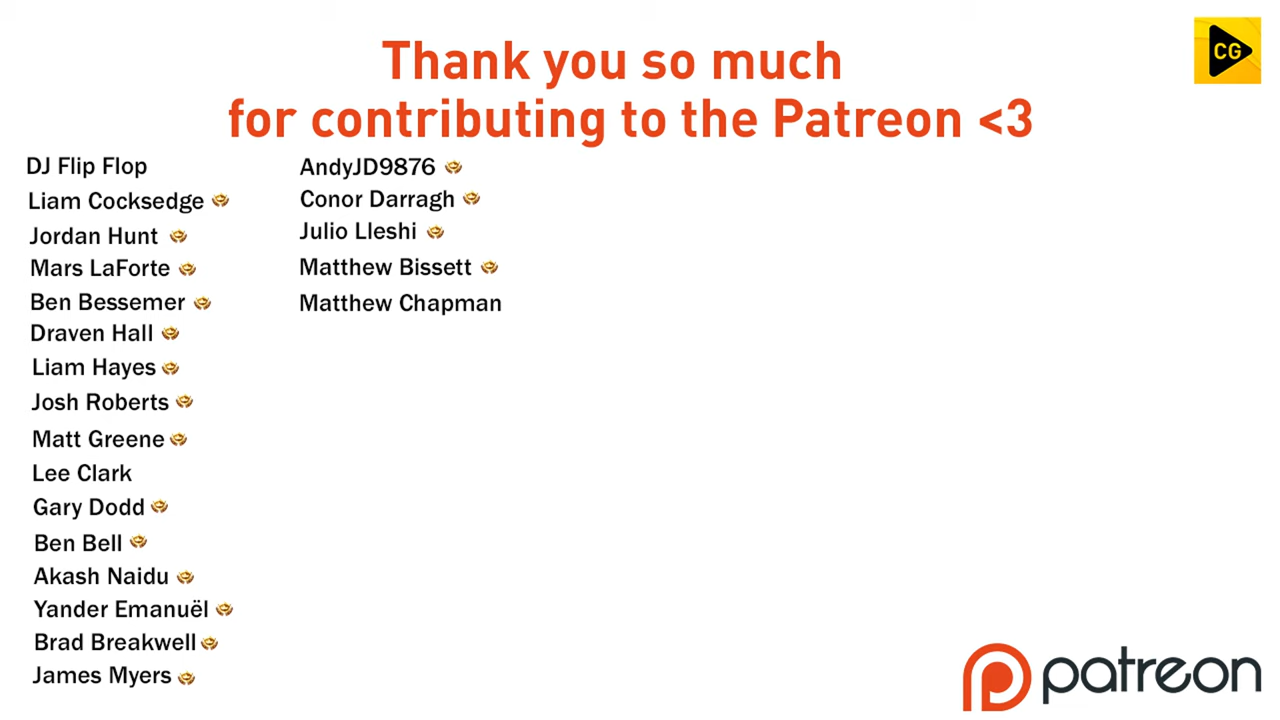 Thank you so much
for contributing to the Patreon <3
CG
DJ Flip Flop
Liam Cocksedge
Jordan Hunt
Mars LaForte
Ben Bessemer
Draven Hall
Liam Hayes
Josh Roberts
Matt Greene
Lee Clark
Gary Dodd
Ben Bell
Akash Naidu
Yander Emanuël
Brad Breakwell
James Myers
AndyJD9876
Conor Darragh
Julio Lleshi
Matthew Bissett
Matthew Chapman
patreon